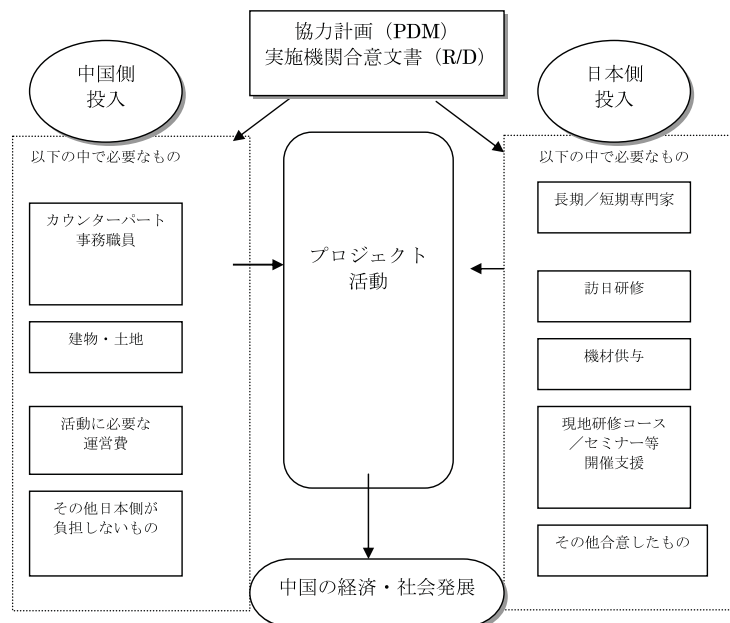 協力計画（PDM）
実施機関合意文書（R/D）
中国側
投入
以下の中で必要なもの
カウンターパート
事務職員
建物・土地
活動に必要な
運営費
その他日本側が
負担しないもの
プロジェクト
活動
中国の経済・社会発展
日本側
投入
以下の中で必要なもの
長期／短期専門家
訪日研修
機材供与
現地研修コース
／セミナー等
開催支援
その他合意したもの